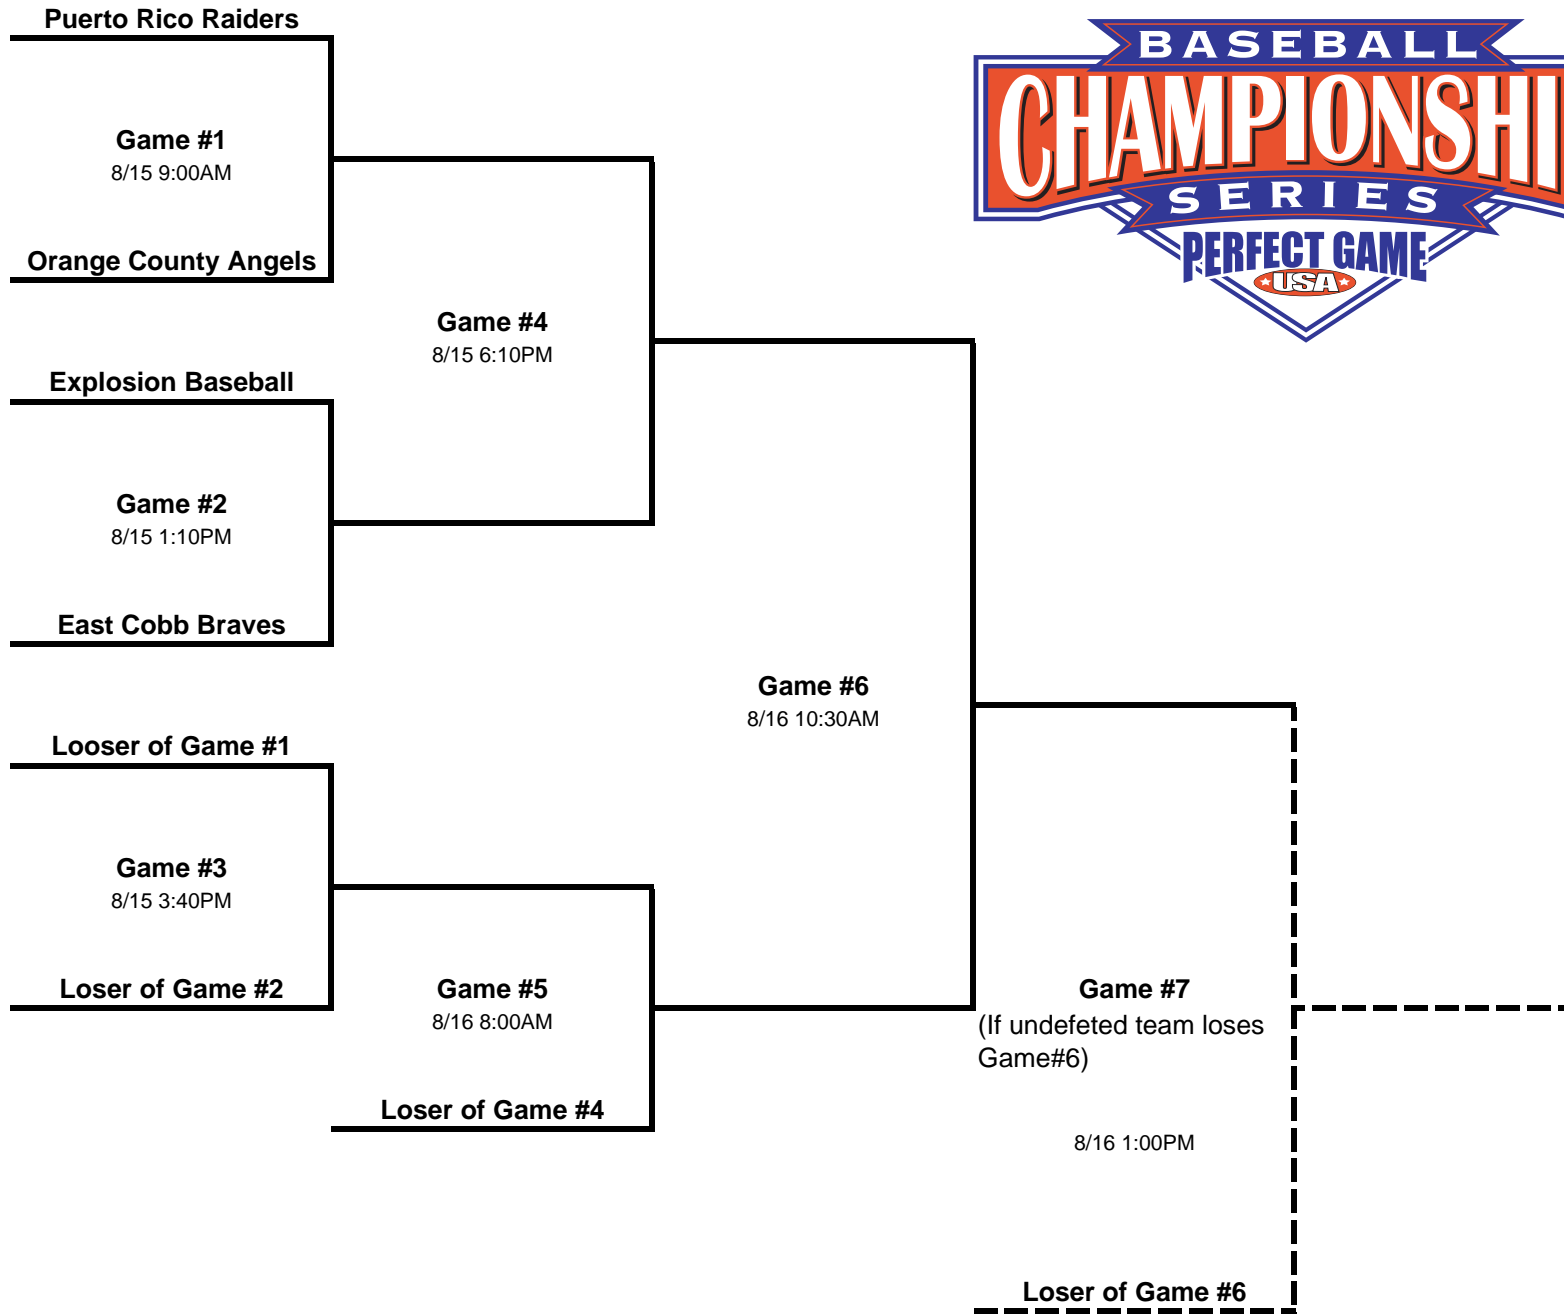 Puerto Rico Raiders
BASEBALL
CHAMPIONSHI
SERIES
PERFECT GAME
USA
Game #1
8/15 9:00AM
Orange County Angels
Game #4
8/15 6:10PM
Explosion Baseball
Game #2
8/15 1:10PM
East Cobb Braves
Game #6
8/16 10:30AM
Looser of Game #1
Game #3
8/15 3:40PM
Loser of Game #2
Game #5
8/16 8:00AM
Game #7
(If undefeted team loses
Game#6)
Loser of Game #4
8/16 1:00PM
Loser of Game #6